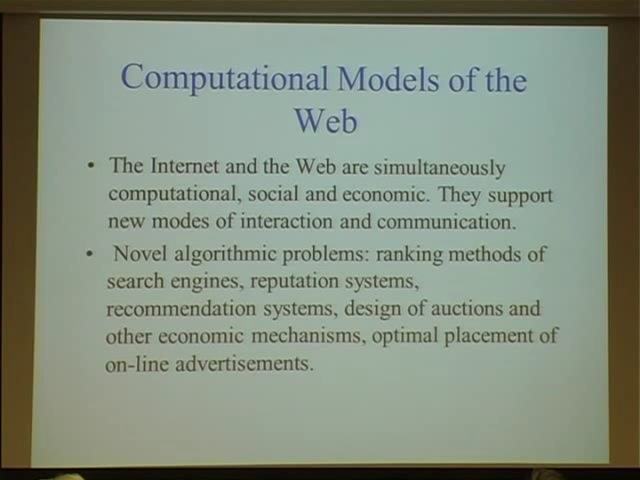 Computational Models of the
Web
• The Internet and the Web are simultaneously
computational, social and economic. They support
new modes of interaction and communication.
• Novel algorithmic problems: ranking methods of
search engines, reputation systems,
recommendation systems, design of auctions and
other economic mechanisms, optimal placement of
on-line advertisements.